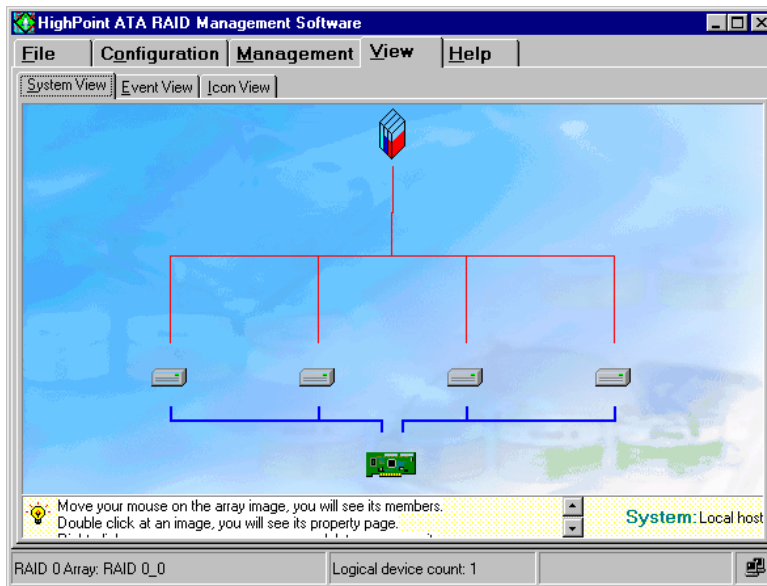 HighPoint ATA RAID Management Software
File Configuration Management View Help
System View Event View Icon View
Move your mouse on the array image, you will see its members.
Double click at an image, you will see its property page.
System: Local host
RAID 0 Array: RAID 0_0 Logical device count: 1